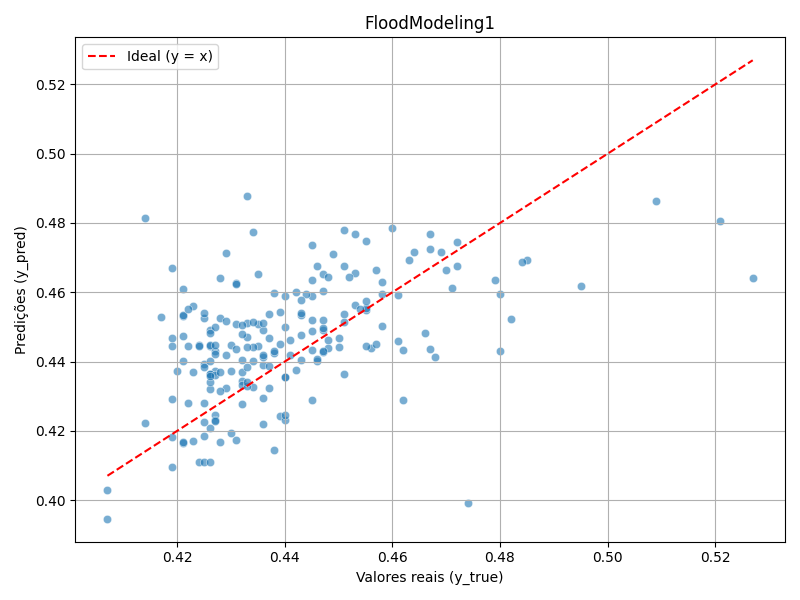 FloodModeling1
Ideal (y = x)
Predições (y_pred)
0.52
0.50
0.48
0.46
0.44
0.42
0.40
0.42 0.44 0.46 0.48 0.50 0.52
Valores reais (y_true)